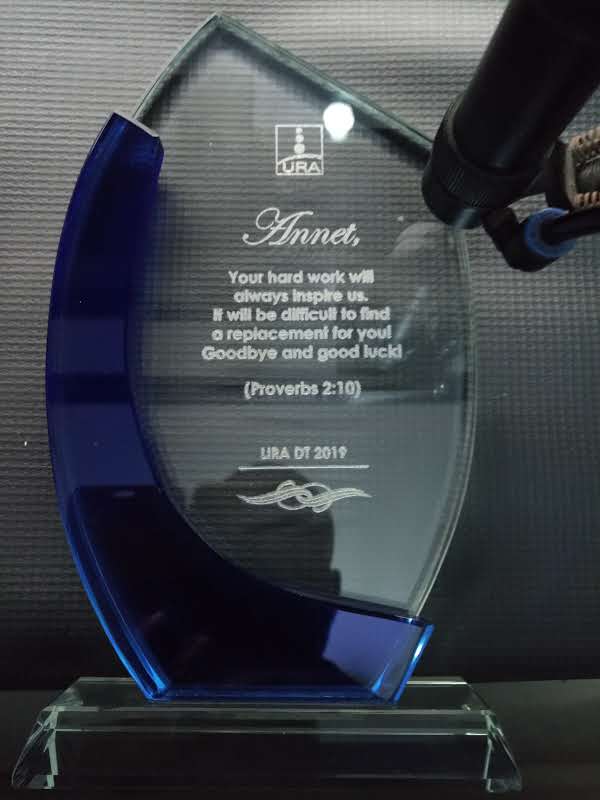 URA
Annet,
Your hard work will
always inspire us.
It will be difficult to find
a replacement for you!
Goodbye and good luck!
(Proverbs 2:10)
URA DT 2019